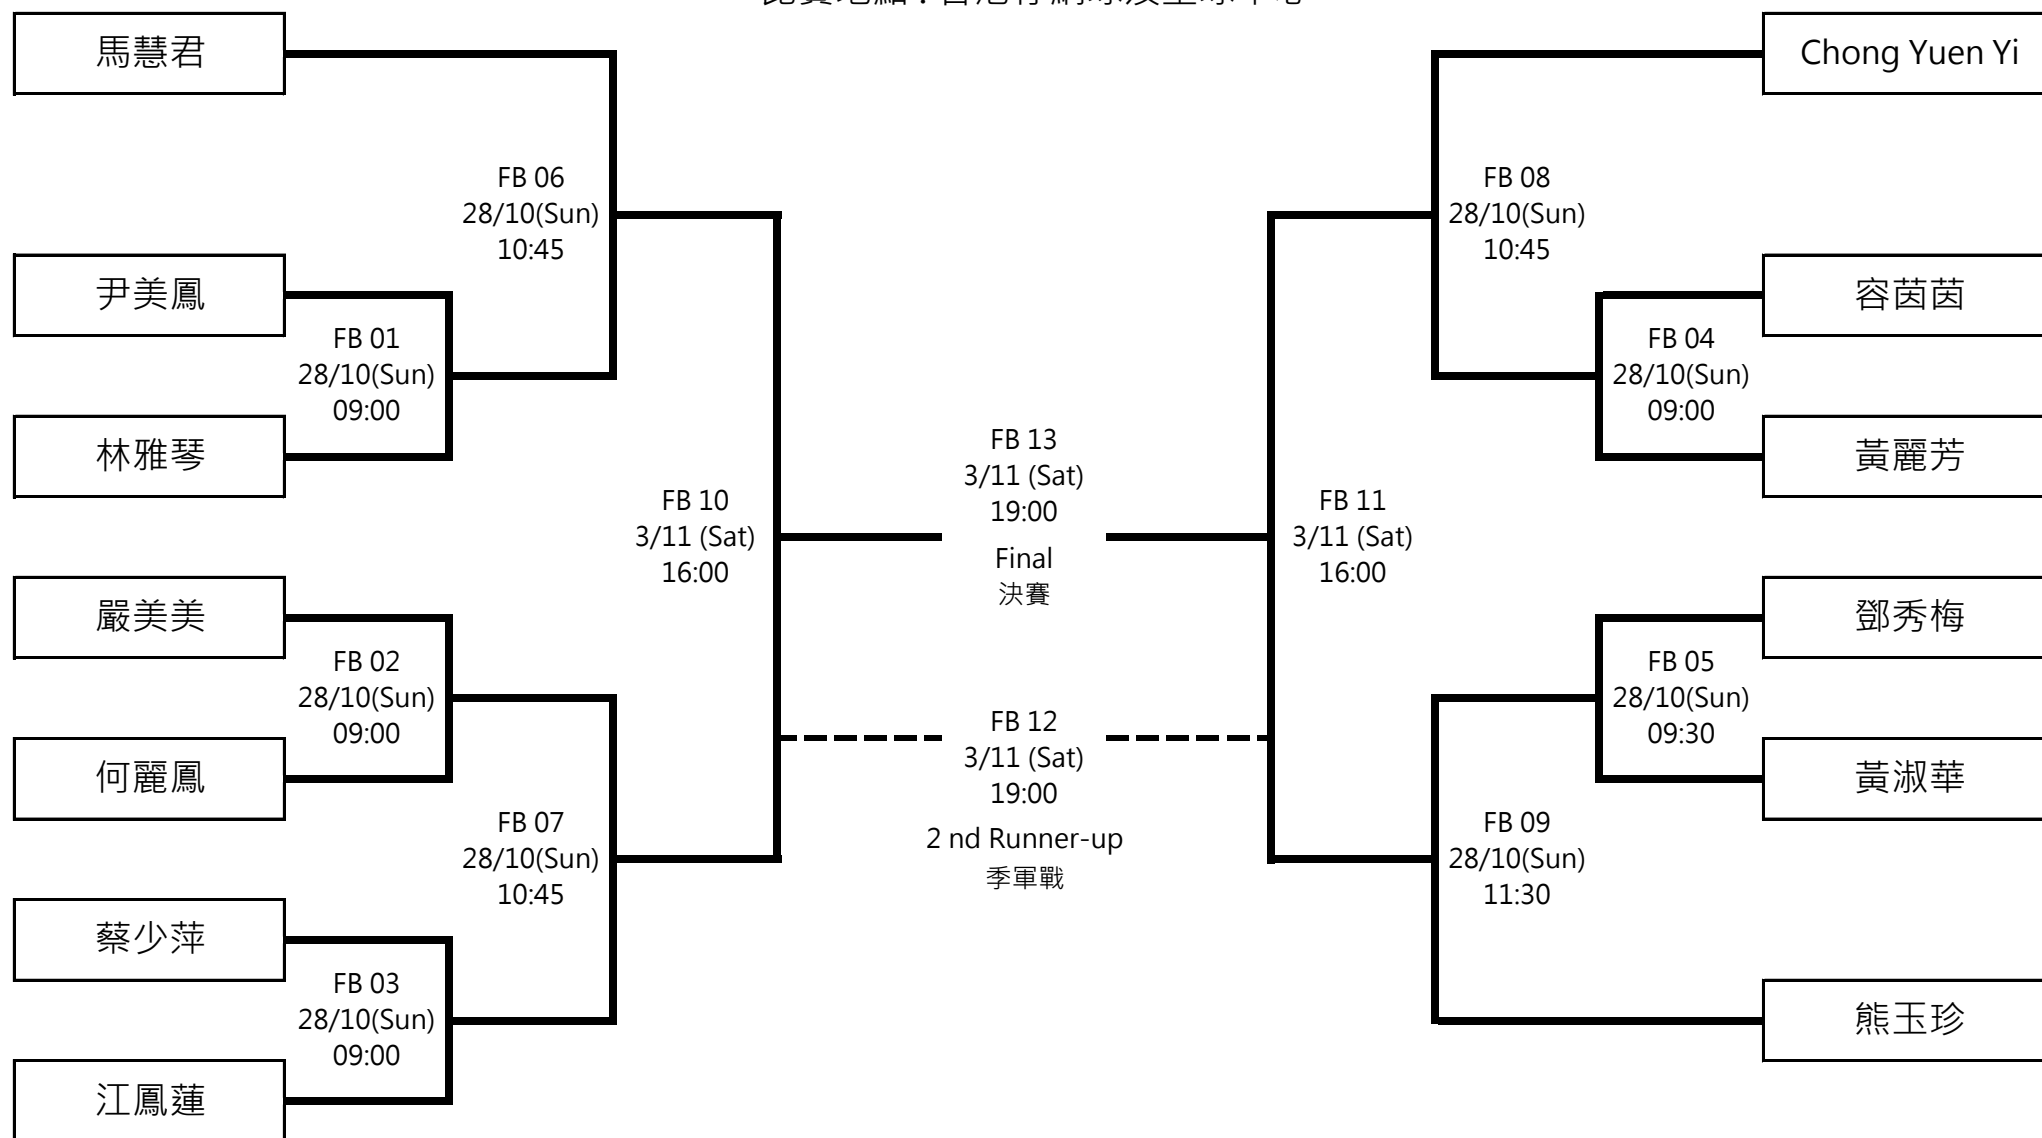 馬慧君
Chong Yuen Yi
FB 06
28/10(Sun)
10:45
FB 08
28/10(Sun)
10:45
尹美鳳
容茵茵
FB 01
28/10(Sun)
09:00
FB 04
28/10(Sun)
09:00
林雅琴
黃麗芳
FB 13
3/11 (Sat)
19:00
Final
決賽
FB 10
3/11 (Sat)
16:00
FB 11
3/11 (Sat)
16:00
嚴美美
鄧秀梅
FB 02
28/10(Sun)
09:00
FB 05
28/10(Sun)
09:30
何麗鳳
黃淑華
FB 12
3/11 (Sat)
19:00
2 nd Runner-up
季軍戰
FB 07
28/10(Sun)
10:45
FB 09
28/10(Sun)
11:30
蔡少萍
熊玉珍
FB 03
28/10(Sun)
09:00
江鳳蓮